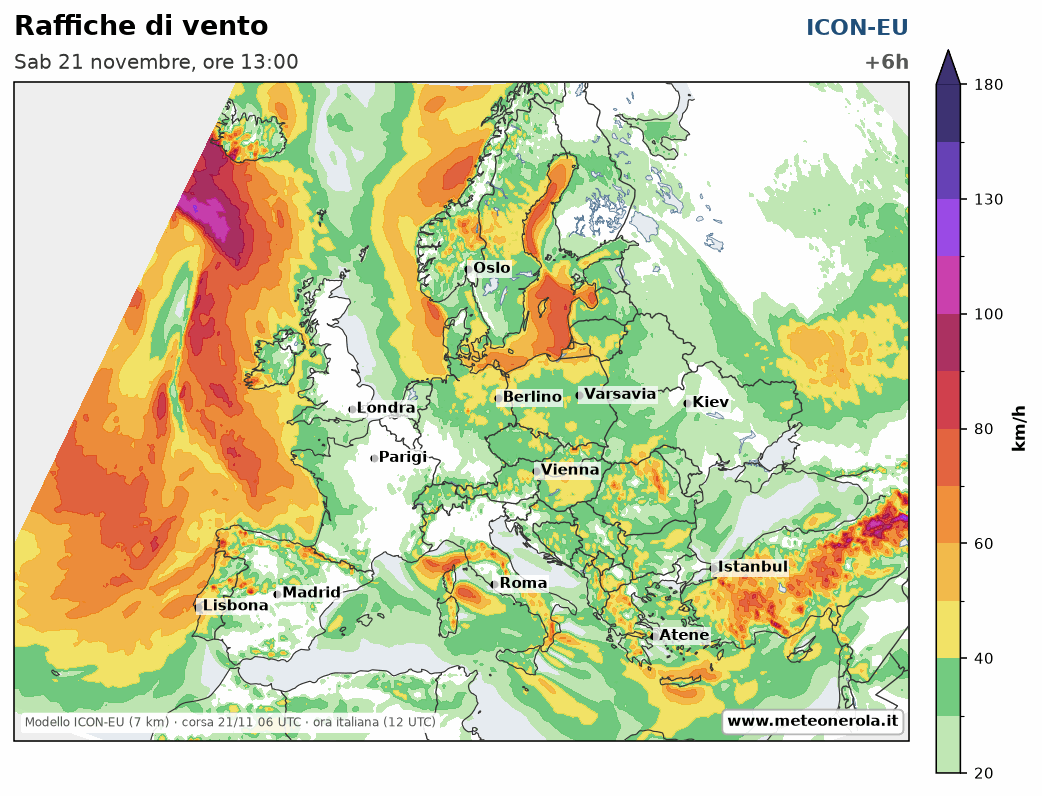 Raffiche di vento
ICON-EU
Sab 21 novembre, ore 13:00
+6h
180
130
100
80
60
40
20
km/h
Oslo
Berlino
Varsavia
Kiev
Londra
Parigi
Vienna
Istanbul
Roma
Madrid
Lisbona
Atene
Modello ICON-EU (7 km) · corsa 21/11 06 UTC · ora italiana (12 UTC)
www.meteonerola.it